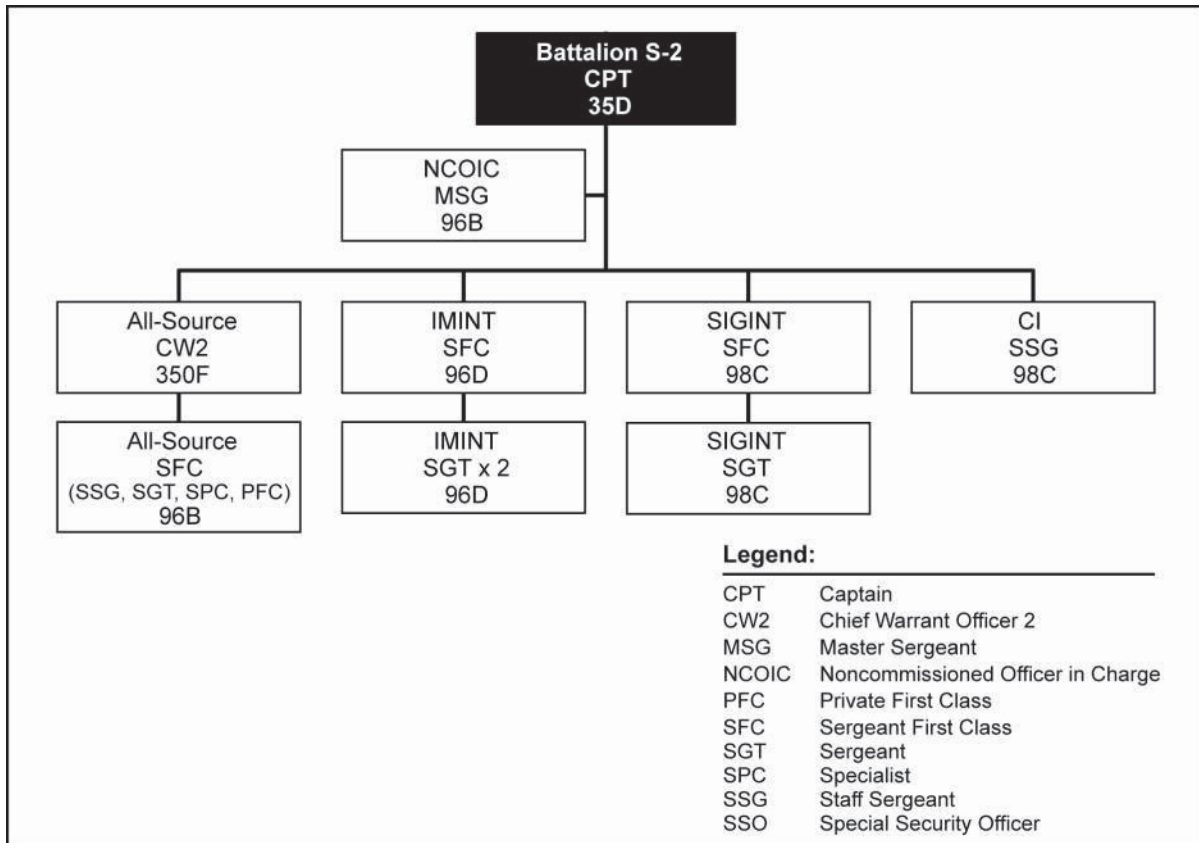 Battalion S-2
CPT
35D
NCOIC
MSG
96B
All-Source
CW2
350F
IMINT
SFC
96D
SIGINT
SFC
98C
CI
SSG
98C
All-Source
SFC
(SSG, SGT, SPC, PFC)
96B
IMINT
SGT x 2
96D
SIGINT
SGT
98C
Legend:
CPT Captain
CW2 Chief Warrant Officer 2
MSG Master Sergeant
NCOIC Noncommissioned Officer in Charge
PFC Private First Class
SFC Sergeant First Class
SGT Sergeant
SPC Specialist
SSG Staff Sergeant
SSO Special Security Officer